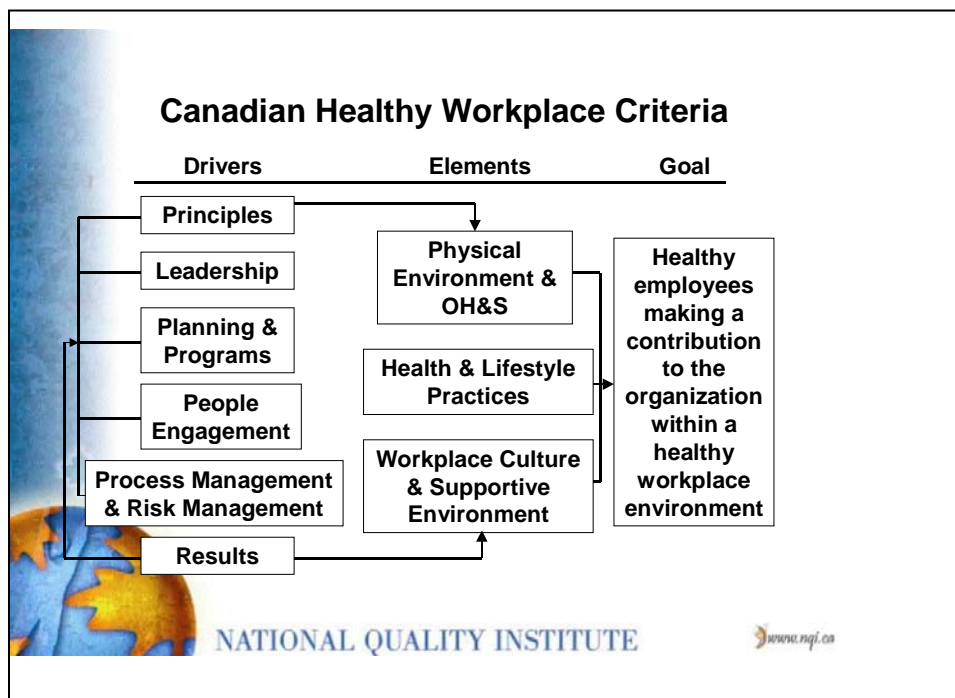 Canadian Healthy Workplace Criteria
Drivers
Elements
Goal
Principles
Leadership
Planning &
Programs
People
Engagement
Process Management
& Risk Management
Results
Physical
Environment &
OH&S
Health & Lifestyle
Practices
Workplace Culture
& Supportive
Environment
Healthy
employees
making a
contribution
to the
organization
within a
healthy
workplace
environment
NATIONAL QUALITY INSTITUTE
www.nqi.ca